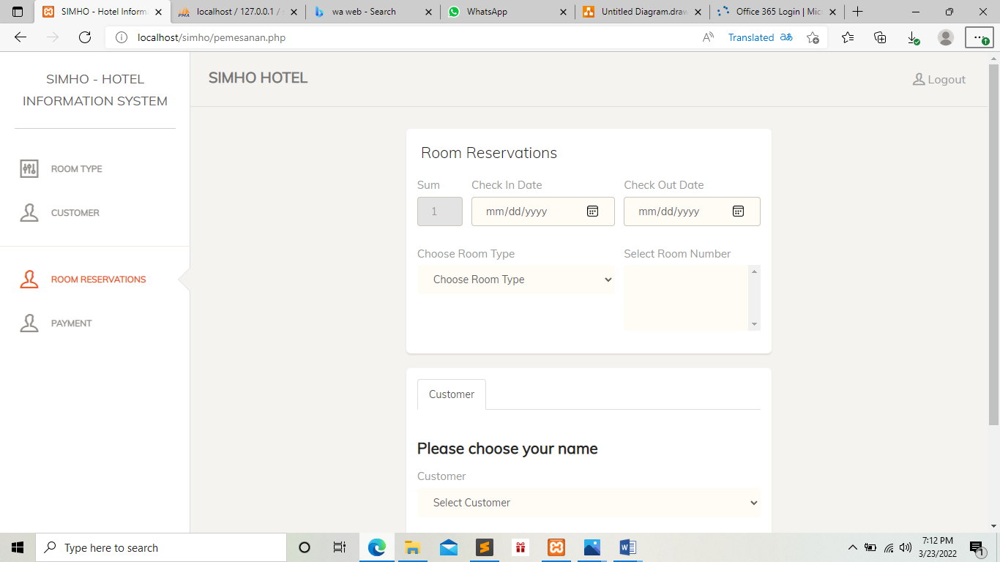 SIMHO - Hotel Inform
localhost / 127.0.0.1 /
wa web - Search
WhatsApp
Untitled Diagram.draw
Office 365 Login | Mic
localhost/simho/pemesanan.php
Translated
SIMHO - HOTEL
INFORMATION SYSTEM
SIMHO HOTEL
Logout
ROOM TYPE
CUSTOMER
ROOM RESERVATIONS
PAYMENT
Room Reservations
Sum
Check In Date
Check Out Date
1
mm/dd/yyyy
mm/dd/yyyy
Choose Room Type
Select Room Number
Choose Room Type
Customer
Please choose your name
Customer
Select Customer
Type here to search
7:12 PM
3/23/2022
1